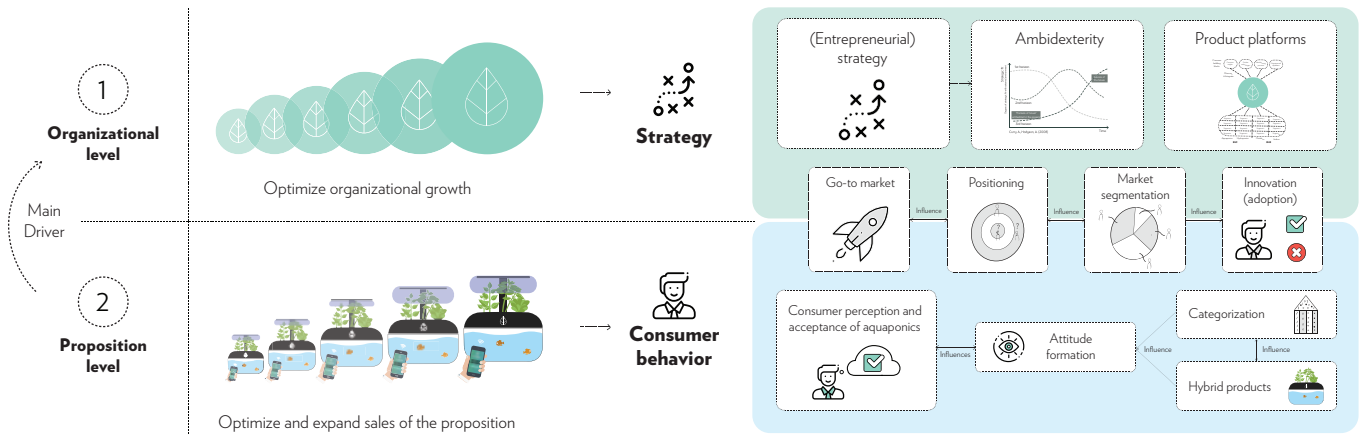 1
Organizational
level
Optimize organizational growth
Strategy
Main
Driver
2
Proposition
level
Optimize and expand sales of the proposition
Consumer
behavior
(Entrepreneurial)
strategy
Ambidexterity
Time
Product platforms
Go-to market
Influence
Positioning
Influence
Market
segmentation
Influence
Innovation
(adoption)
Consumer perception and
acceptance of aquaponics
Influences
Attitude
formation
Influence
Categorization
Influence
Hybrid products